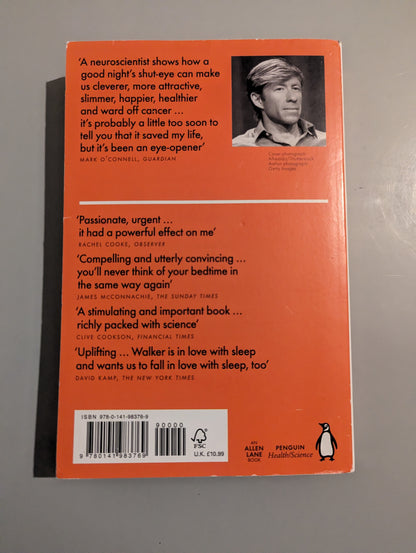 'A neuroscientist shows how a
good night's shut-eye can make
us cleverer, more attractive,
slimmer, happier, healthier
and ward off cancer ...
it's probably a little too soon to
tell you that it saved my life,
but it's been an eye-opener'
MARK O'CONNELL, GUARDIAN
Cover photograph:
Author photograph:
Getty Images
'Passionate, urgent ...
it had a powerful effect on me'
RACHEL COOKE, OBSERVER
'Compelling and utterly convincing ...
you'll never think of your bedtime in
the same way again'
JAMES MCCONNACHIE, THE SUNDAY TIMES
'A stimulating and important book ...
richly packed with science'
CLIVE COOKSON, FINANCIAL TIMES
'Uplifting ... Walker is in love with sleep
and wants us to fall in love with sleep, too'
DAVID KAMP, THE NEW YORK TIMES
ISBN 978-0-141-98376-9
90000
9 780141 983769
FSC
U.K. £10.99
AN
ALLEN
LANE
BOOK
PENGUIN
Health/Science